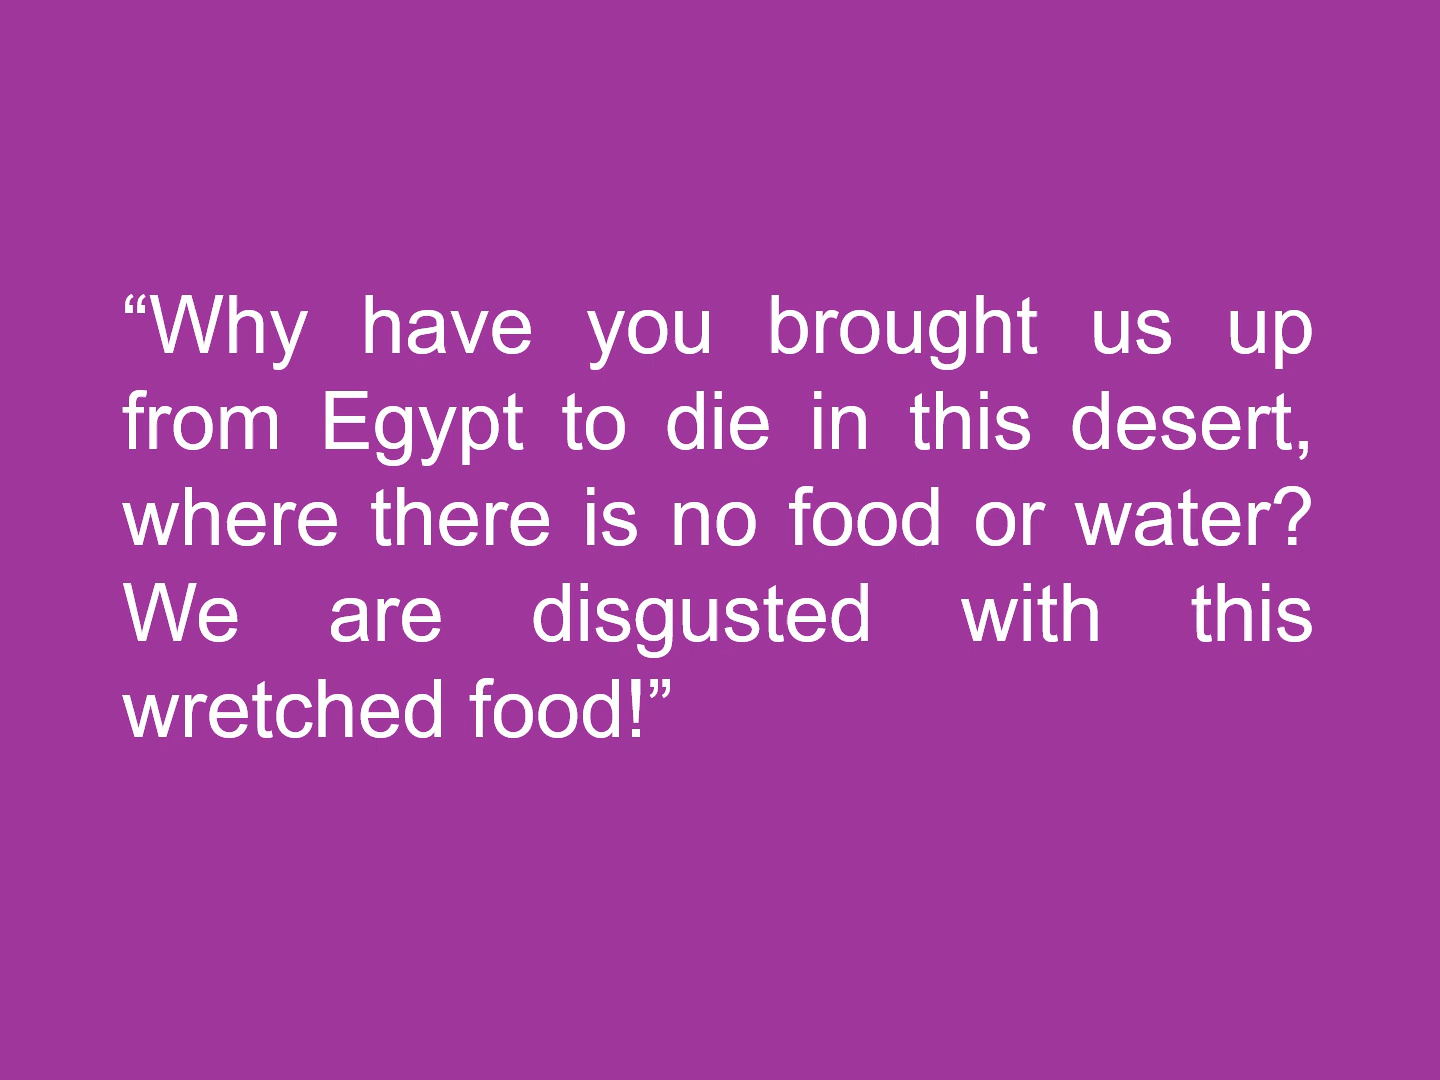 “Why have you brought us up
from Egypt to die in this desert,
where there is no food or water?
We are disgusted with this
wretched food!”